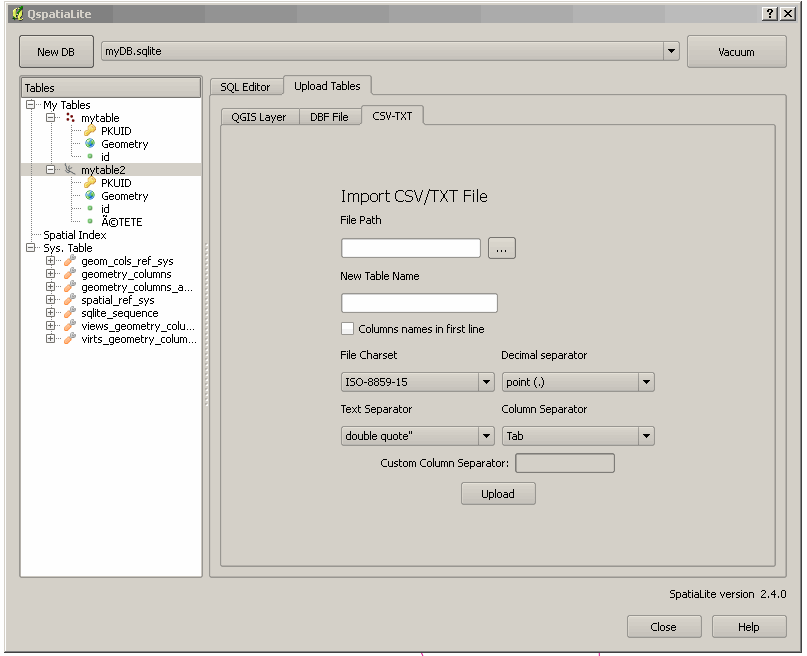 QspatiaLite
New DB
myDB.sqlite
Vacuum
Tables
My Tables
mytable
PKUID
Geometry
id
mytable2
PKUID
Geometry
id
Ã©TETE
Spatial Index
Sys. Table
geom_cols_ref_sys
geometry_columns
geometry_columns_a...
spatial_ref_sys
sqlite_sequence
views_geometry_colu...
virts_geometry_colum...
SQL Editor
Upload Tables
QGIS Layer
DBF File
CSV-TXT
Import CSV/TXT File
File Path
...
New Table Name
Columns names in first line
File Charset
Decimal separator
ISO-8859-15
point (.)
Text Separator
Column Separator
double quote"
Tab
Custom Column Separator:
Upload
SpatiaLite version 2.4.0
Close
Help